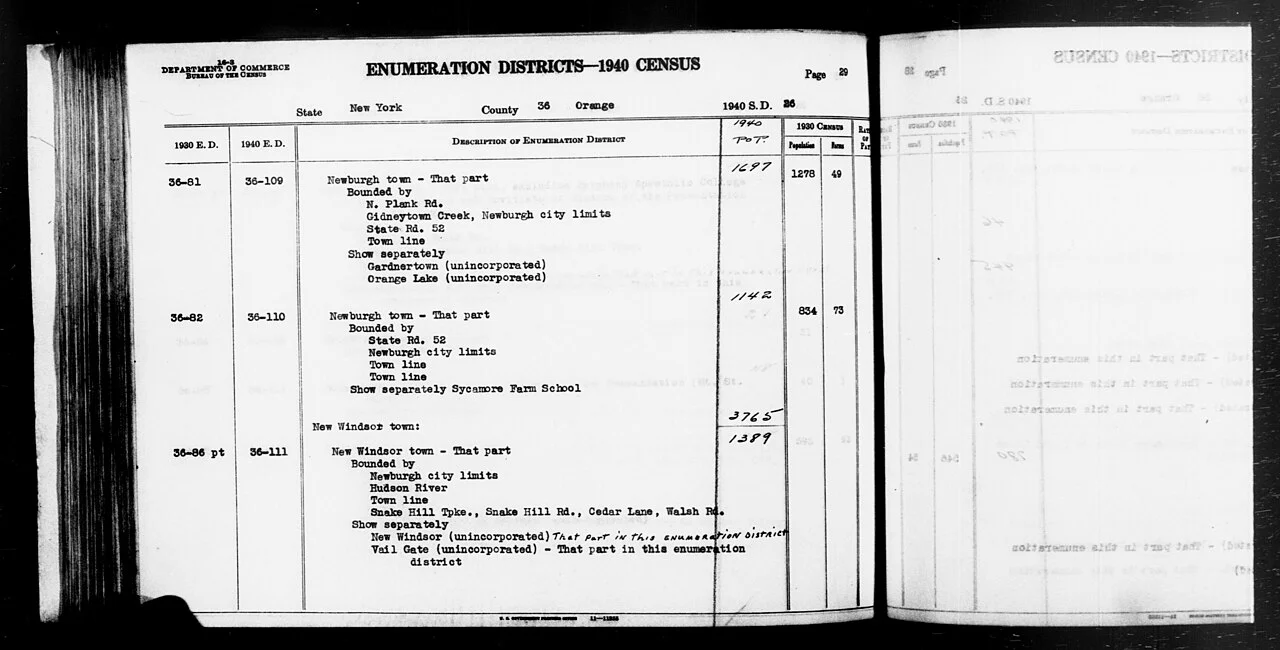 16-3
DEPARTMENT OF COMMERCE
BUREAU OF THE CENSUS
ENUMERATION DISTRICTS—1940 CENSUS
Page 29
State New York County 36 Orange 1940 S.D. 26
1930 E. D. 1940 E. D. DESCRIPTION OF ENUMERATION DISTRICT 1940 POP. 1930 CENSUS
Population Farms
1697
36-81 36-109 Newburgh town - That part 1278 49
Bounded by
N. Plank Rd.
Gidneytown Creek, Newburgh city limits
State Rd. 52
Town line
Show separately
Gardnertown (unincorporated)
Orange Lake (unincorporated)
1142
36-82 36-110 Newburgh town - That part 834 73
Bounded by
State Rd. 52
Newburgh city limits
Town line
Town line
Show separately Sycamore Farm School
3765
New Windsor town:
1389
36-86 pt 36-111 New Windsor town - That part
Bounded by
Newburgh city limits
Hudson River
Town line
Snake Hill Tpke., Snake Hill Rd., Cedar Lane, Walsh Rd.
Show separately
New Windsor (unincorporated) THAT PART IN THIS ENUMERATION DISTRICT
Vail Gate (unincorporated) - That part in this enumeration
district